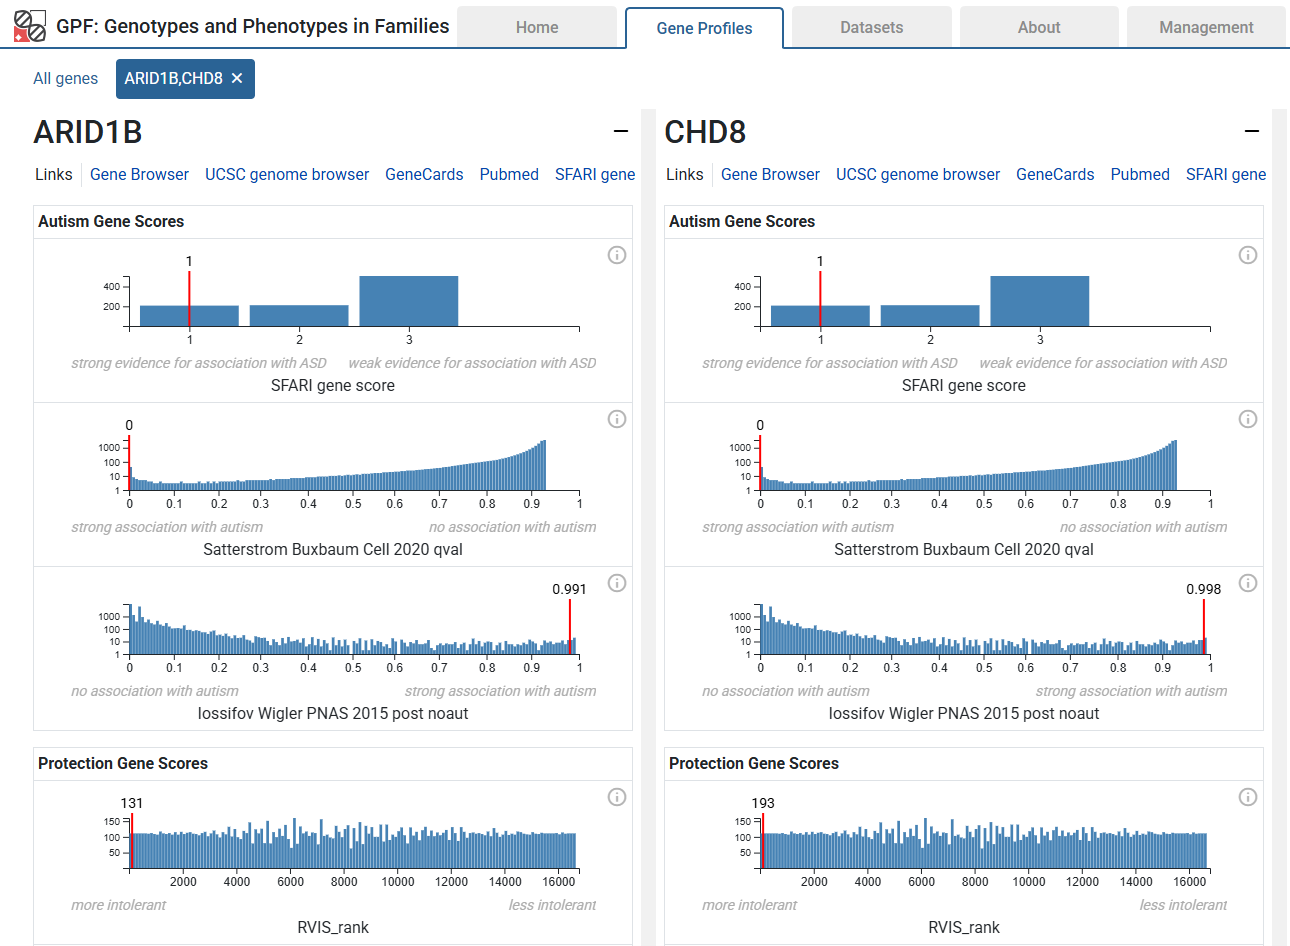 GPF: Genotypes and Phenotypes in Families
Home
Gene Profiles
Datasets
About
Management
All genes
ARID1B,CHD8 ✕
ARID1B
Links Gene Browser UCSC genome browser GeneCards Pubmed SFARI gene
Autism Gene Scores
1
400
200
1 2 3
strong evidence for association with ASD weak evidence for association with ASD
SFARI gene score
0
1000
100
10
1
0 0.1 0.2 0.3 0.4 0.5 0.6 0.7 0.8 0.9 1
strong association with autism no association with autism
Satterstrom Buxbaum Cell 2020 qval
0.991
1000
100
10
1
0 0.1 0.2 0.3 0.4 0.5 0.6 0.7 0.8 0.9 1
no association with autism strong association with autism
Iossifov Wigler PNAS 2015 post noaut
Protection Gene Scores
131
150
100
50
2000 4000 6000 8000 10000 12000 14000 16000
more intolerant less intolerant
RVIS_rank
CHD8
Links Gene Browser UCSC genome browser GeneCards Pubmed SFARI gene
Autism Gene Scores
1
400
200
1 2 3
strong evidence for association with ASD weak evidence for association with ASD
SFARI gene score
0
1000
100
10
1
0 0.1 0.2 0.3 0.4 0.5 0.6 0.7 0.8 0.9 1
strong association with autism no association with autism
Satterstrom Buxbaum Cell 2020 qval
0.998
1000
100
10
1
0 0.1 0.2 0.3 0.4 0.5 0.6 0.7 0.8 0.9 1
no association with autism strong association with autism
Iossifov Wigler PNAS 2015 post noaut
Protection Gene Scores
193
150
100
50
2000 4000 6000 8000 10000 12000 14000 16000
more intolerant less intolerant
RVIS_rank